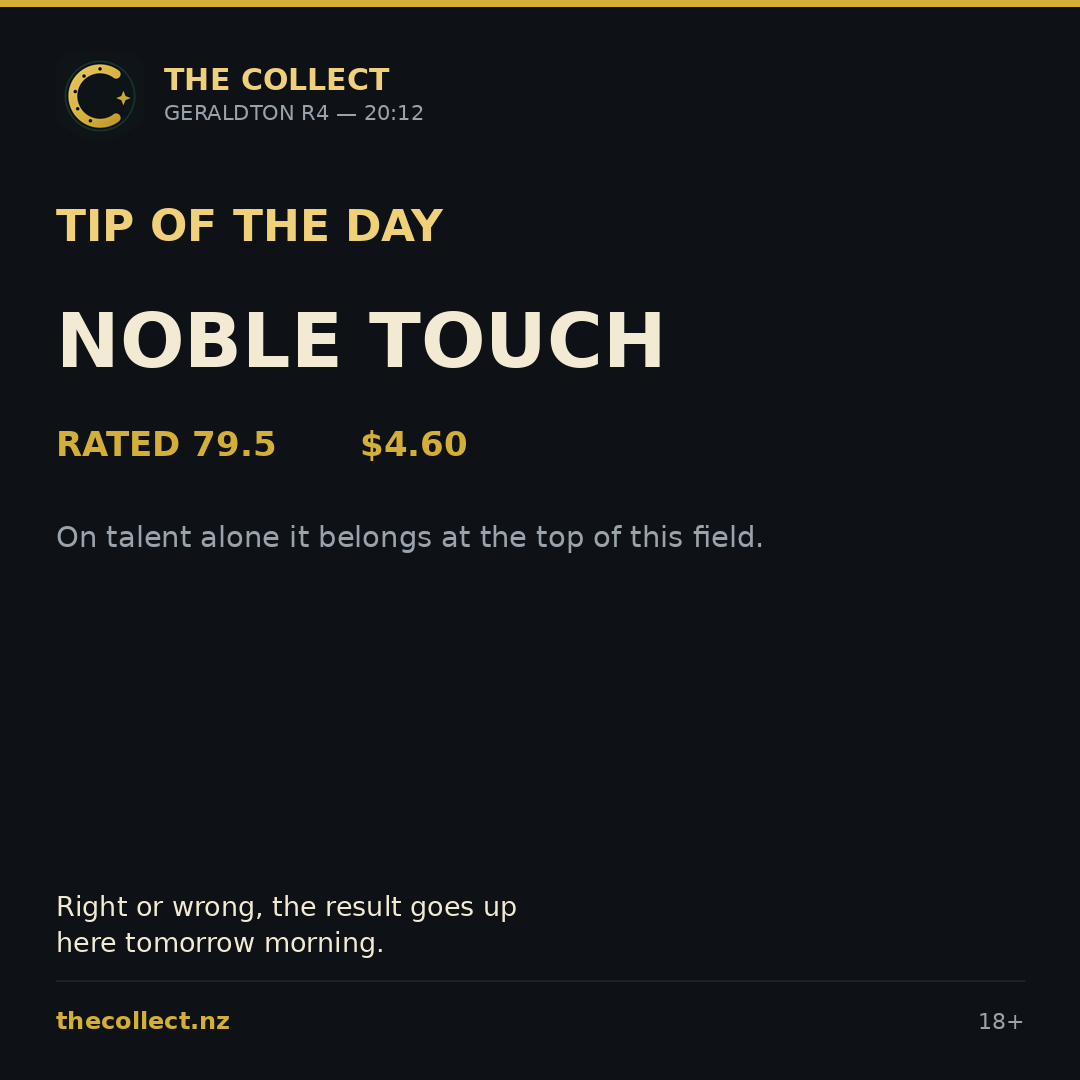 THE COLLECT
GERALDTON R4 — 20:12
TIP OF THE DAY
NOBLE TOUCH
RATED 79.5 $4.60
On talent alone it belongs at the top of this field.
Right or wrong, the result goes up
here tomorrow morning.
thecollect.nz 18+